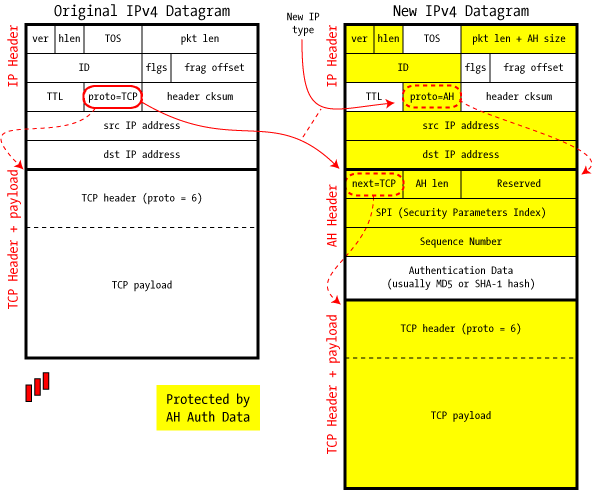 Original IPv4 Datagram
IP Header
ver hlen TOS pkt len
ID flgs frag offset
TTL proto=TCP header cksum
src IP address
dst IP address
TCP Header + payload
TCP header (proto = 6)
TCP payload
Protected by
AH Auth Data
New IP
type
New IPv4 Datagram
IP Header
ver hlen TOS pkt len + AH size
ID flgs frag offset
TTL proto=AH header cksum
src IP address
dst IP address
AH Header
next=TCP AH len Reserved
SPI (Security Parameters Index)
Sequence Number
Authentication Data
(usually MD5 or SHA-1 hash)
TCP Header + payload
TCP header (proto = 6)
TCP payload